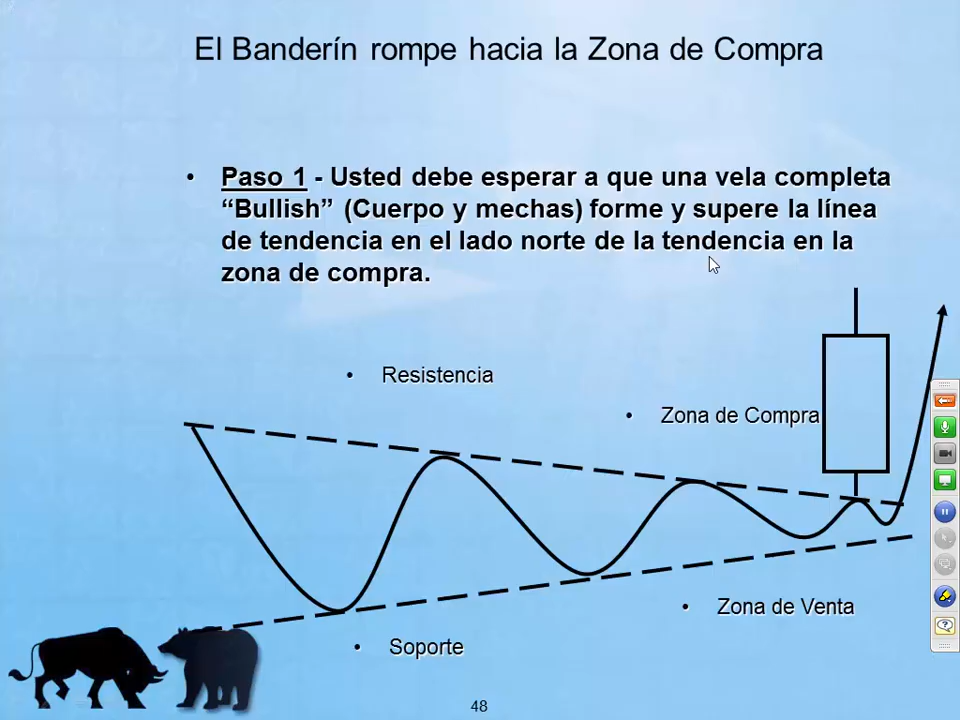 El Banderín rompe hacia la Zona de Compra
• Paso 1 - Usted debe esperar a que una vela completa
“Bullish” (Cuerpo y mechas) forme y supere la línea
de tendencia en el lado norte de la tendencia en la
zona de compra.
• Resistencia
• Zona de Compra
• Zona de Venta
• Soporte
48